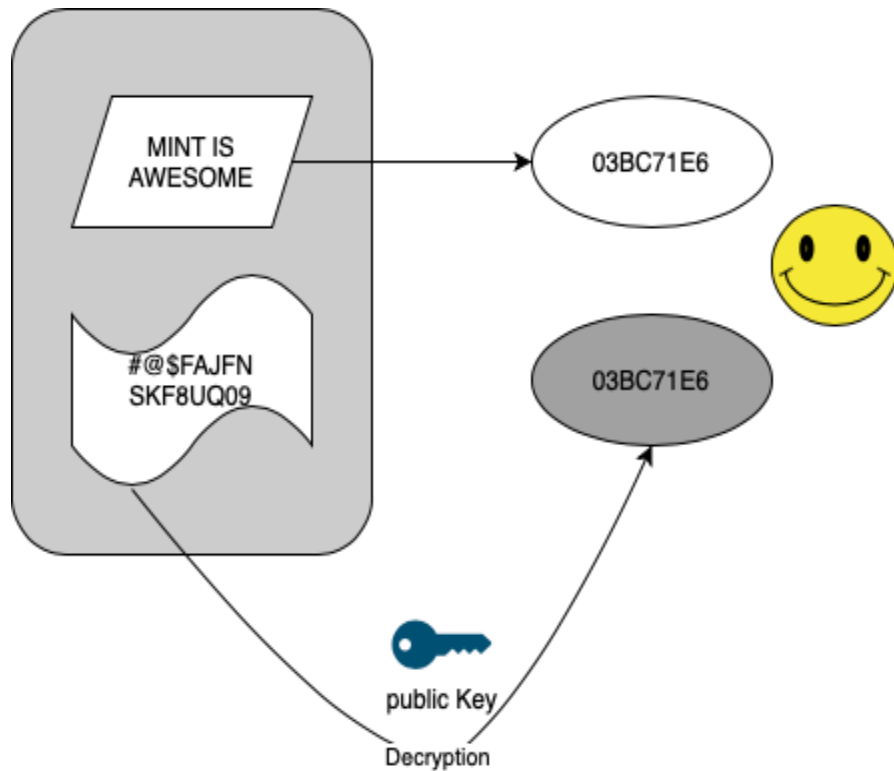 MINT IS
AWESOME
03BC71E6
#@$FAJFN
SKF8UQ09
03BC71E6
public Key
Decryption